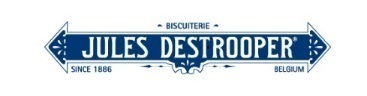 BISCUITERIE
JULES DESTROOPER®
SINCE 1886 BELGIUM